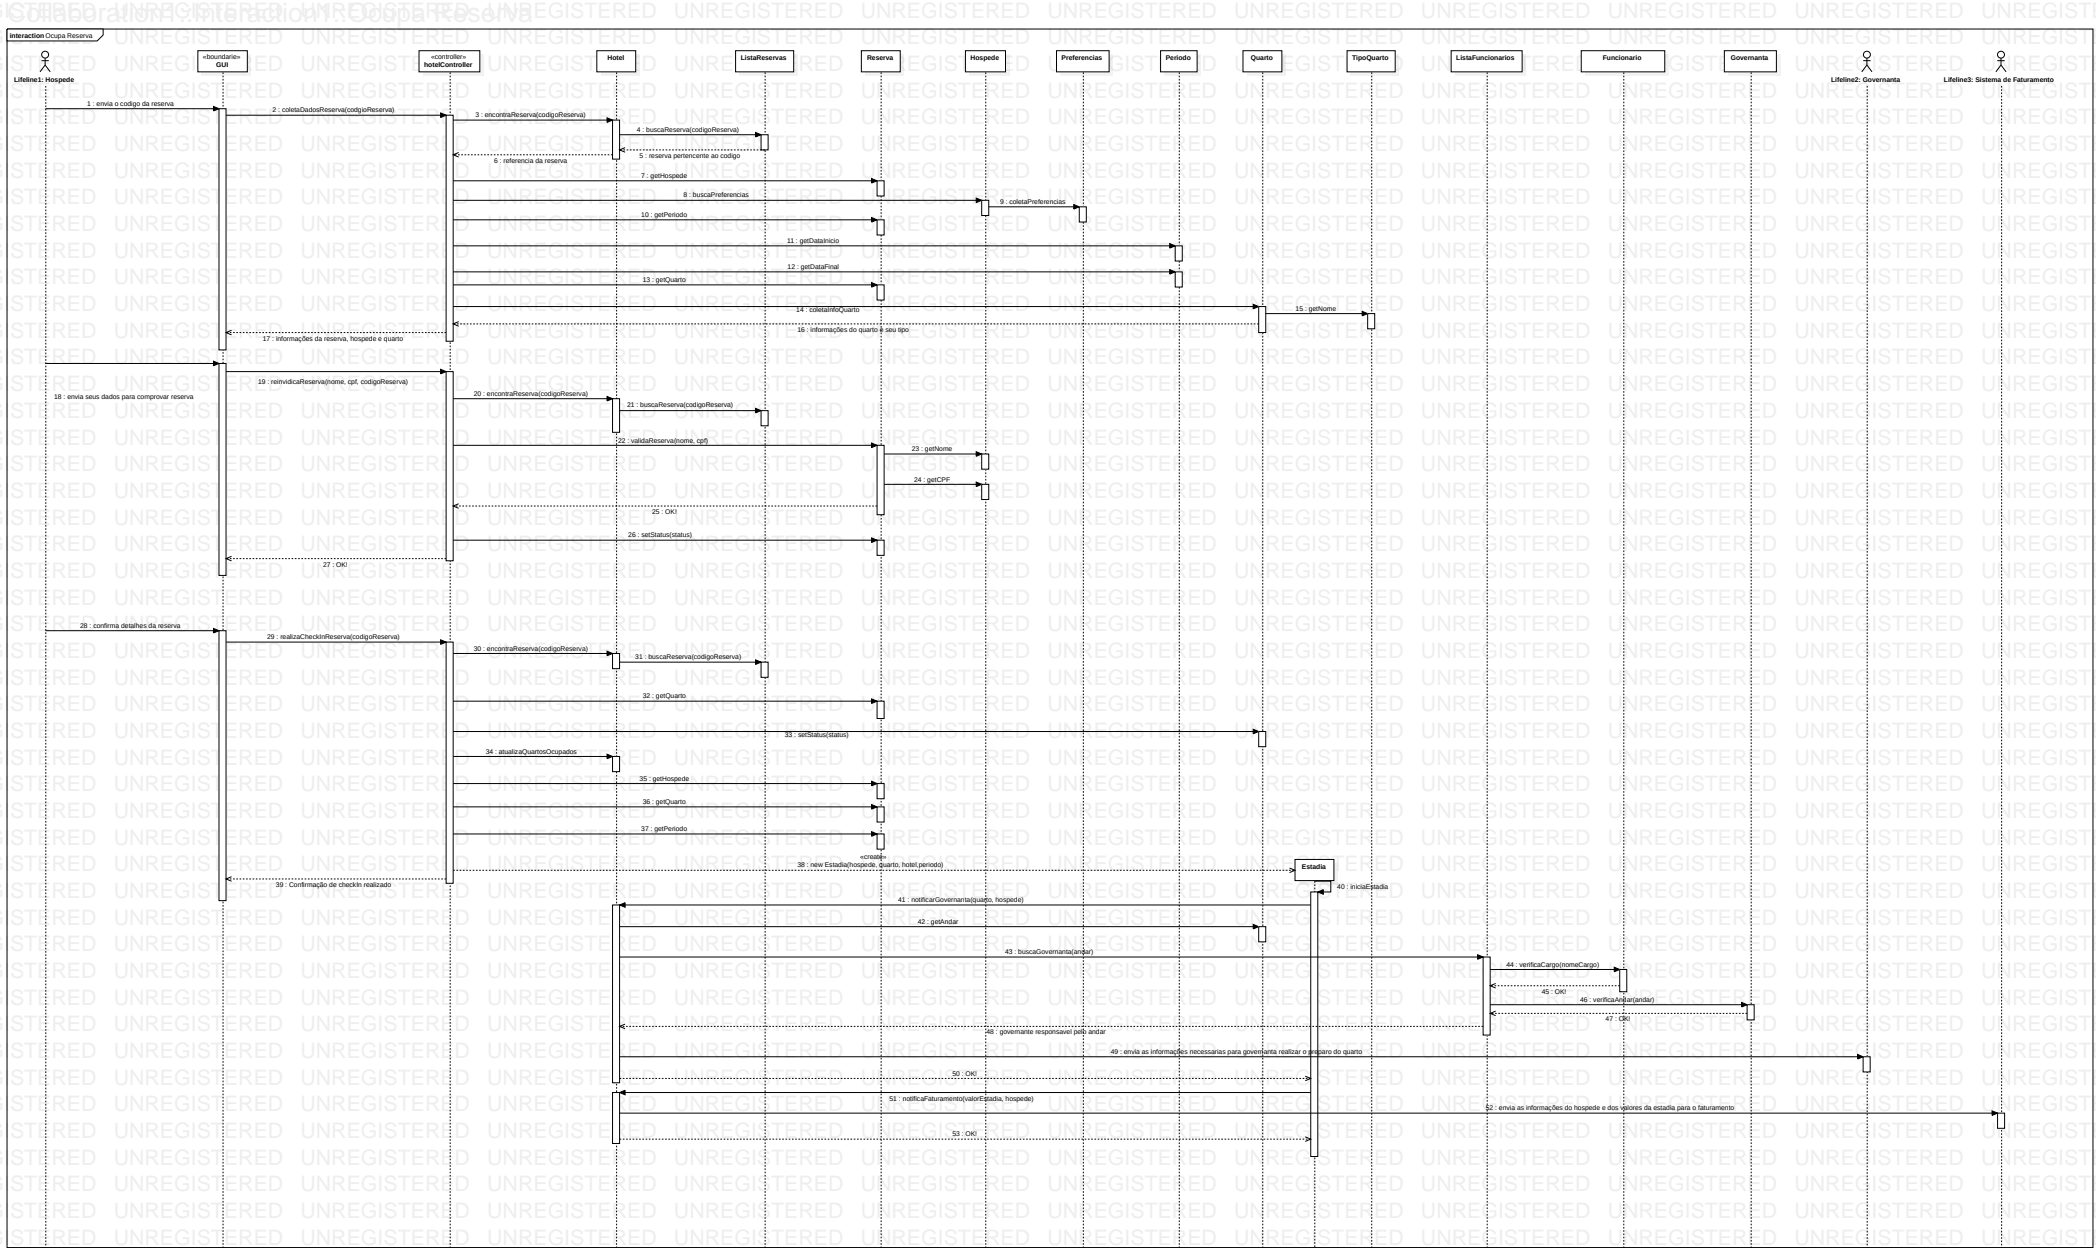 Collaboration1::Interaction1::Ocupa Reserva
interaction Ocupa Reserva
Lifeline1: Hospede
«boundarie»
GUI
«controller»
hotelController
Hotel
ListaReservas
Reserva
Hospede
Preferencias
Periodo
Quarto
TipoQuarto
ListaFuncionarios
Funcionario
Governanta
Lifeline2: Governanta
Lifeline3: Sistema de Faturamento
1 : envia o codigo da reserva
2 : coletaDadosReserva(codgioReserva)
3 : encontraReserva(codigoReserva)
4 : buscaReserva(codigoReserva)
5 : reserva pertencente ao codigo
6 : referencia da reserva
7 : getHospede
8 : buscaPreferencias
9 : coletaPreferencias
10 : getPeriodo
11 : getDataInicio
12 : getDataFinal
13 : getQuarto
14 : coletaInfoQuarto
15 : getNome
16 : informações do quarto e seu tipo
17 : informações da reserva, hospede e quarto
18 : envia seus dados para comprovar reserva
19 : reinvidicaReserva(nome, cpf, codigoReserva)
20 : encontraReserva(codigoReserva)
21 : buscaReserva(codigoReserva)
22 : validaReserva(nome, cpf)
23 : getNome
24 : getCPF
25 : OK!
26 : setStatus(status)
27 : OK!
28 : confirma detalhes da reserva
29 : realizaCheckInReserva(codigoReserva)
30 : encontraReserva(codigoReserva)
31 : buscaReserva(codigoReserva)
32 : getQuarto
33 : setStatus(status)
34 : atualizaQuartosOcupados
35 : getHospede
36 : getQuarto
37 : getPeriodo
«create»
38 : new Estadia(hospede, quarto, hotel,periodo)
Estadia
39 : Confirmação de checkIn realizado
40 : iniciaEstadia
41 : notificarGovernanta(quarto, hospede)
42 : getAndar
43 : buscaGovernanta(andar)
44 : verificaCargo(nomeCargo)
45 : OK!
46 : verificaAndar(andar)
47 : OK!
48 : governante responsavel pelo andar
49 : envia as informações necessarias para governanta realizar o preparo do quarto
50 : OK!
51 : notificaFaturamento(valorEstadia, hospede)
52 : envia as informações do hospede e dos valores da estadia para o faturamento
53 : OK!
UNREGISTERED